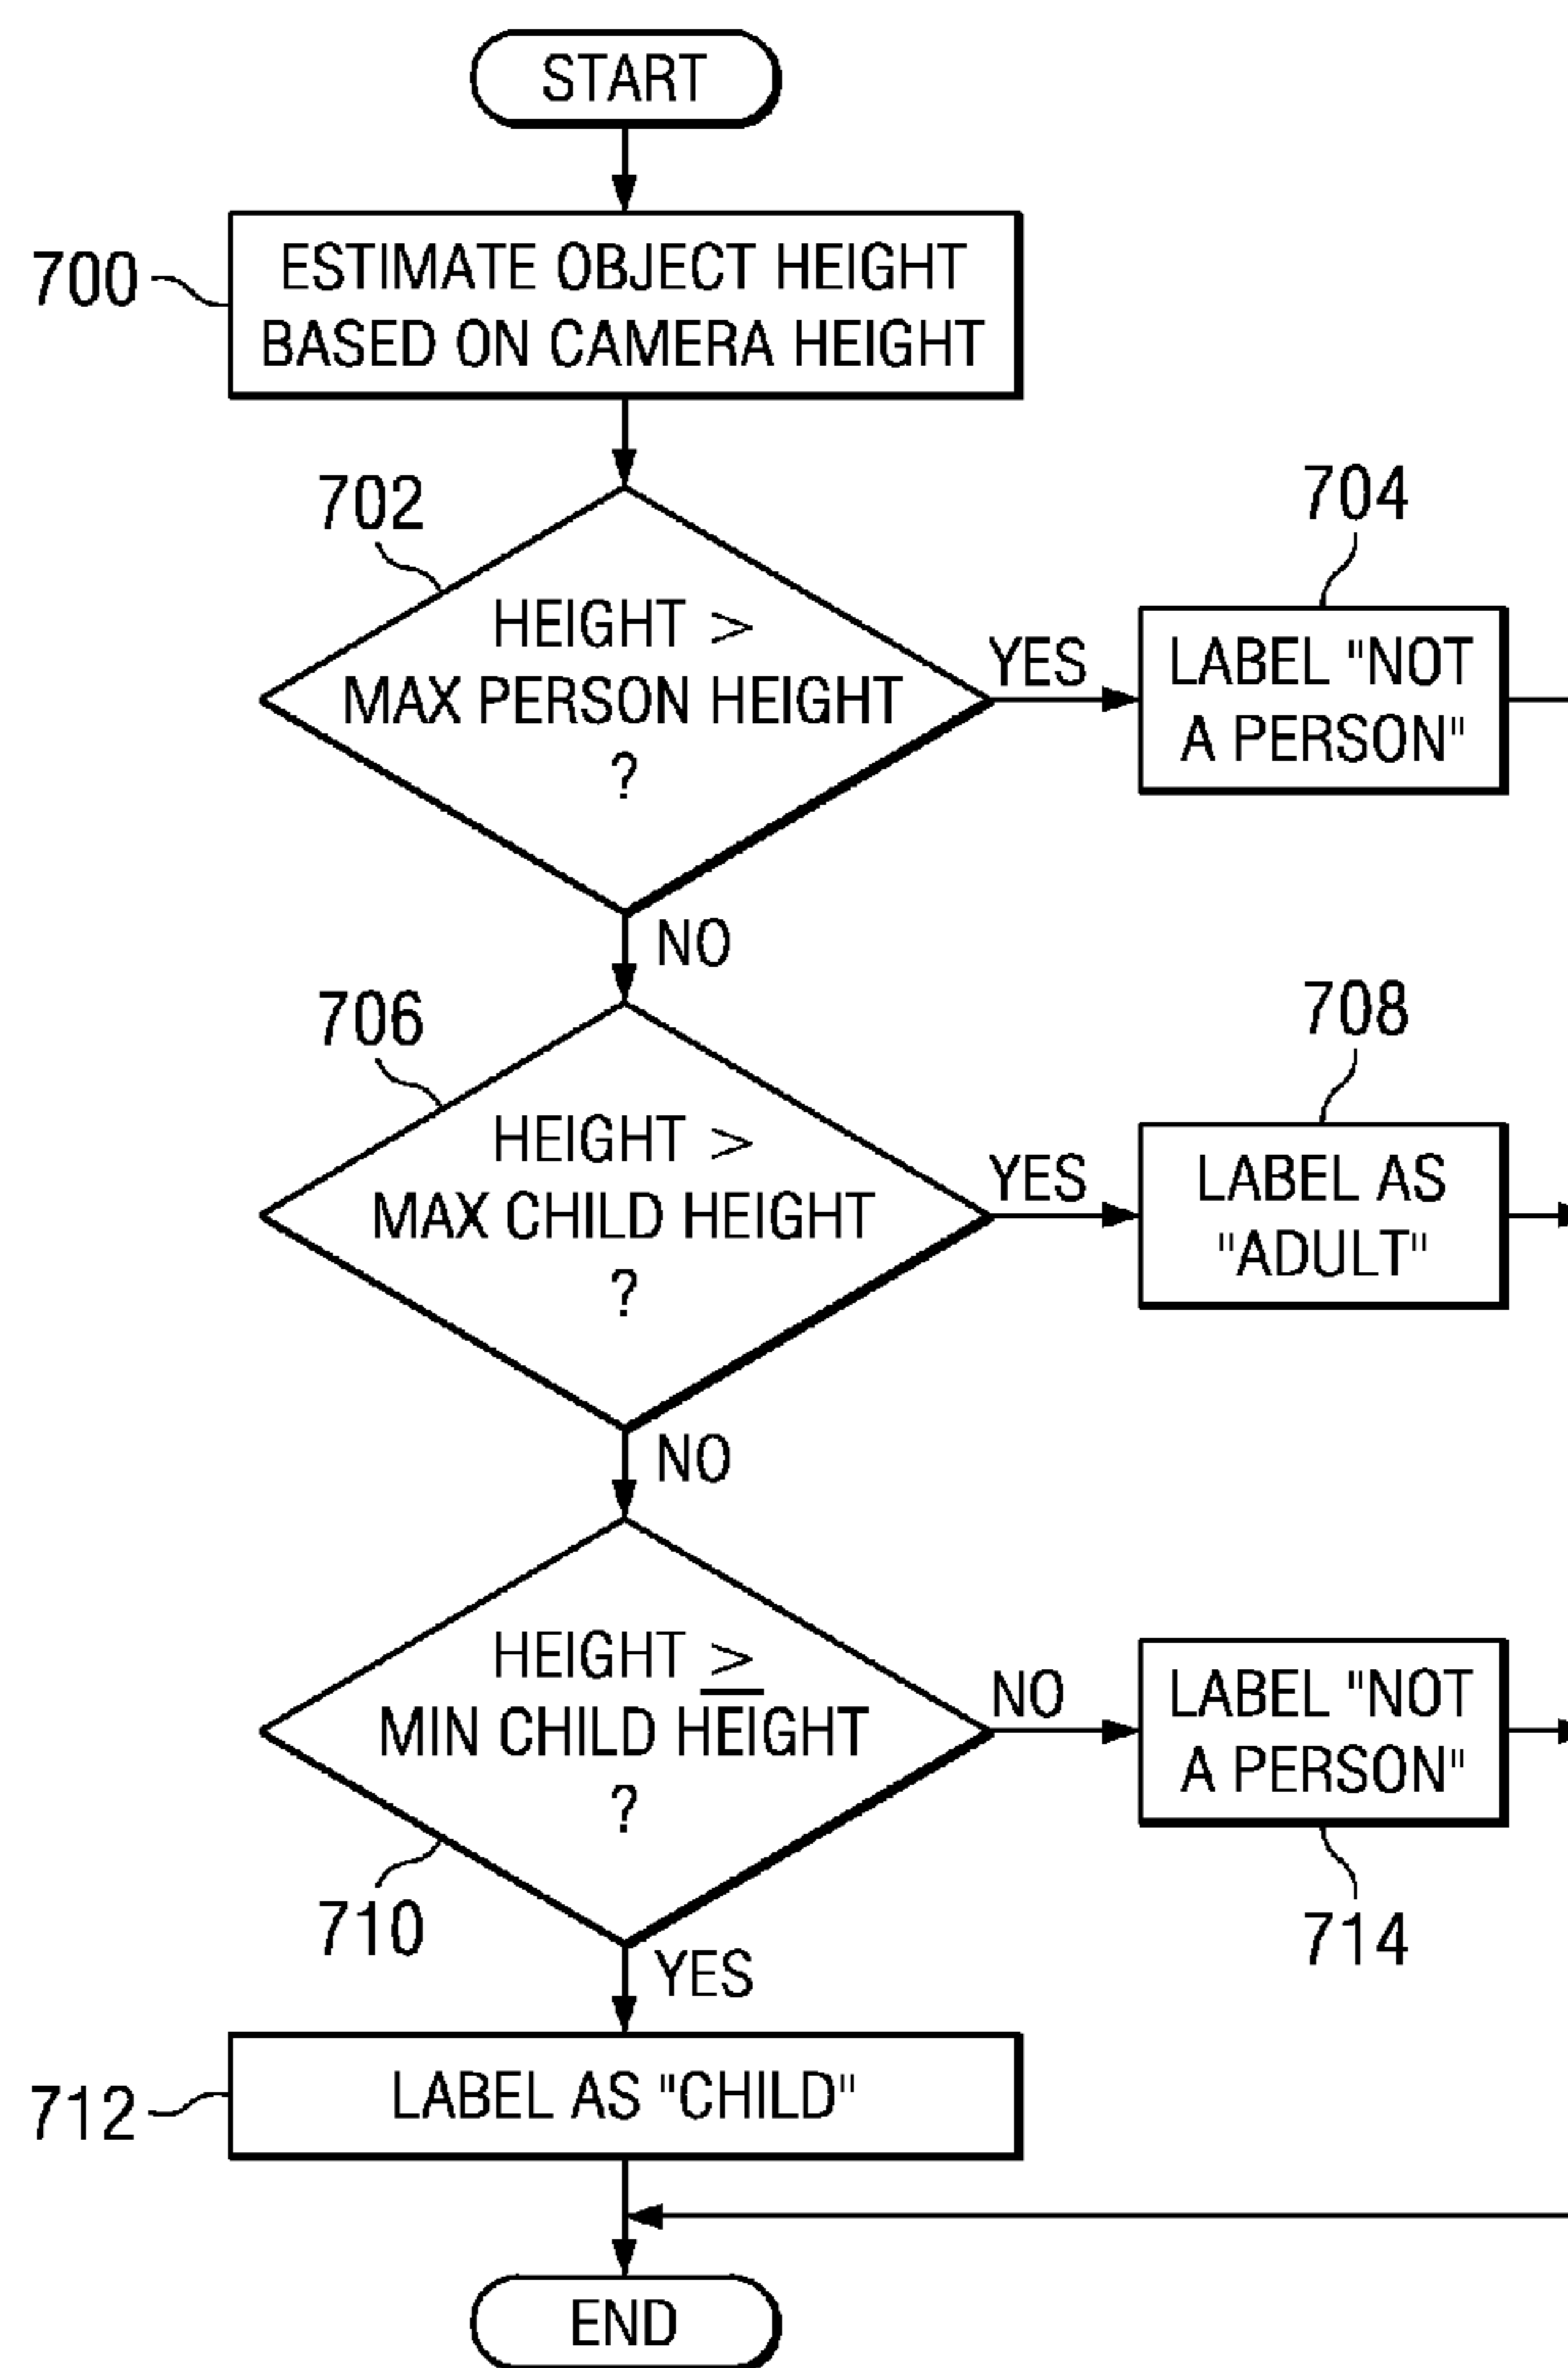 START
700
ESTIMATE OBJECT HEIGHT
BASED ON CAMERA HEIGHT
702
HEIGHT >
MAX PERSON HEIGHT
?
YES
704
LABEL "NOT
A PERSON"
NO
706
HEIGHT >
MAX CHILD HEIGHT
?
YES
708
LABEL AS
"ADULT"
NO
HEIGHT ≥
MIN CHILD HEIGHT
?
710
NO
LABEL "NOT
A PERSON"
714
YES
712
LABEL AS "CHILD"
END